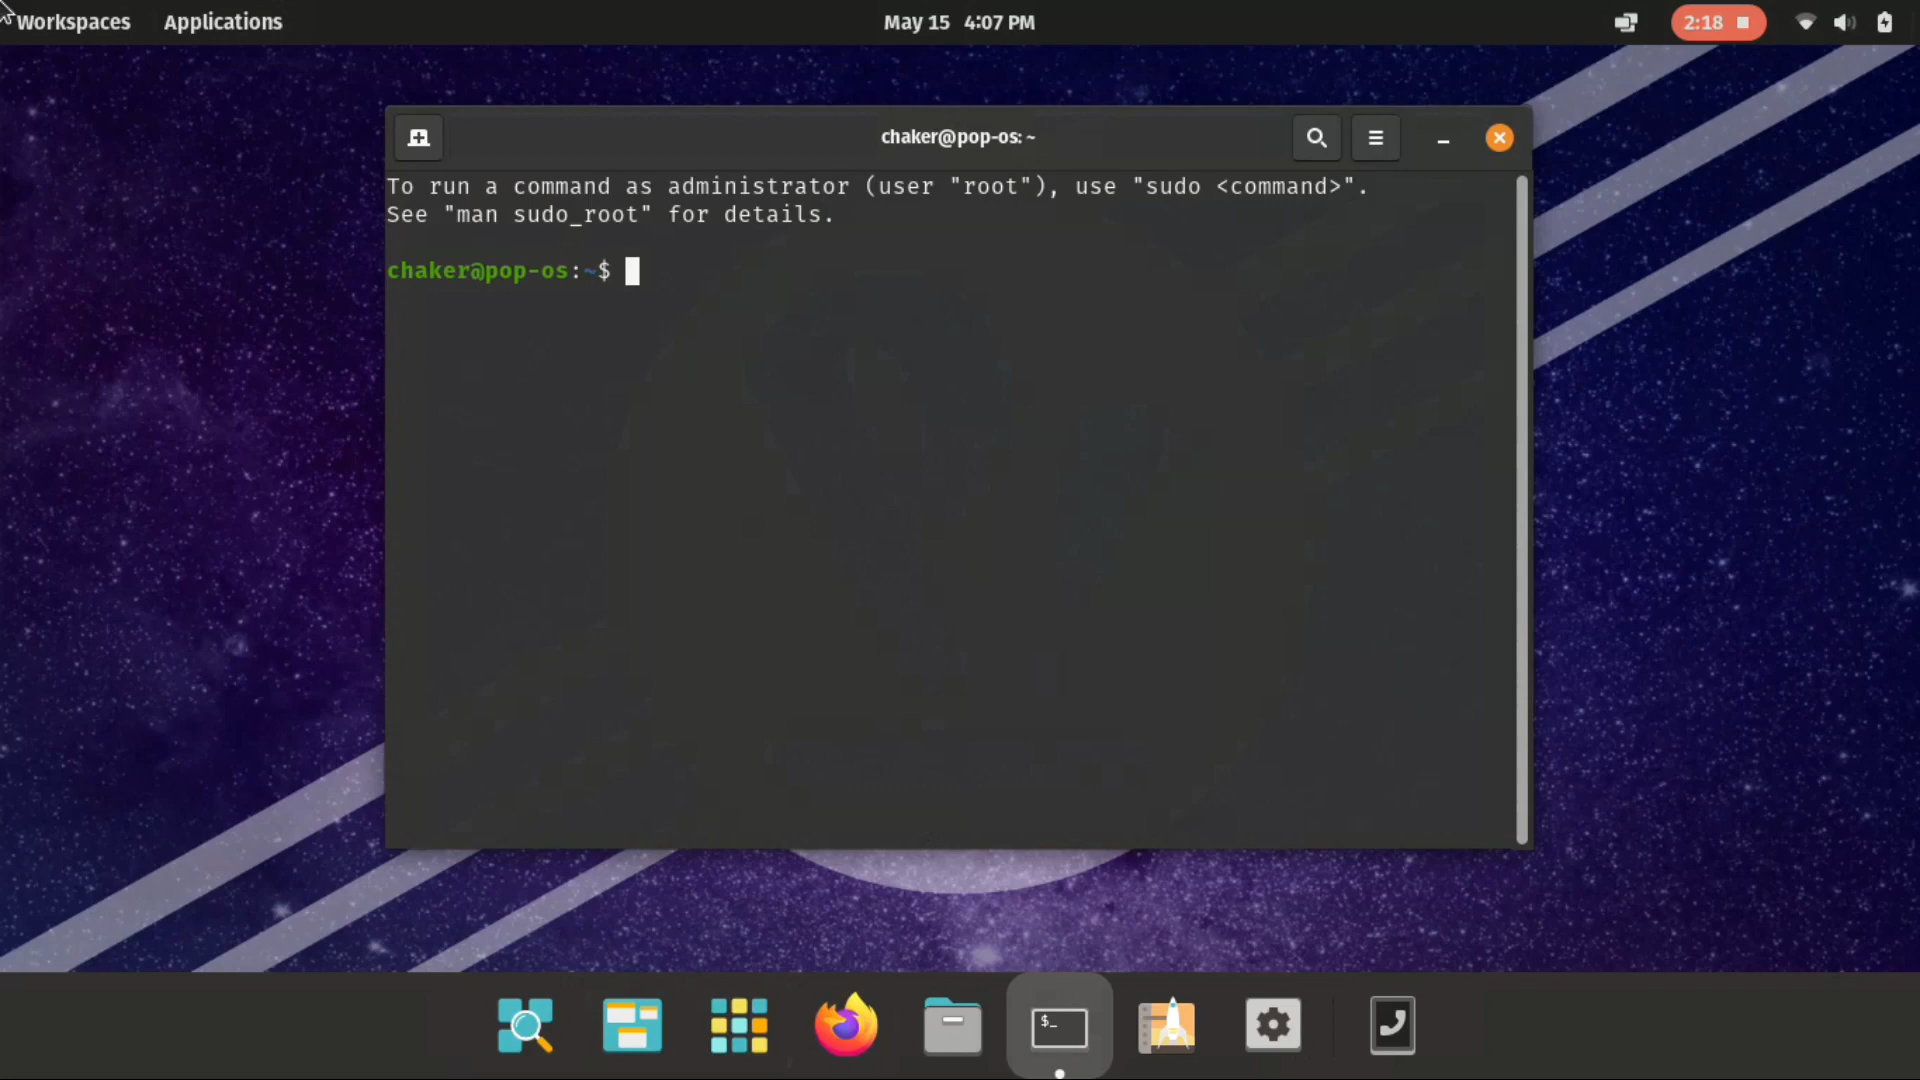 Workspaces Applications May 15 4:07 PM 2:18
chaker@pop-os: ~
To run a command as administrator (user "root"), use "sudo <command>".
See "man sudo_root" for details.
chaker@pop-os:~$
$_